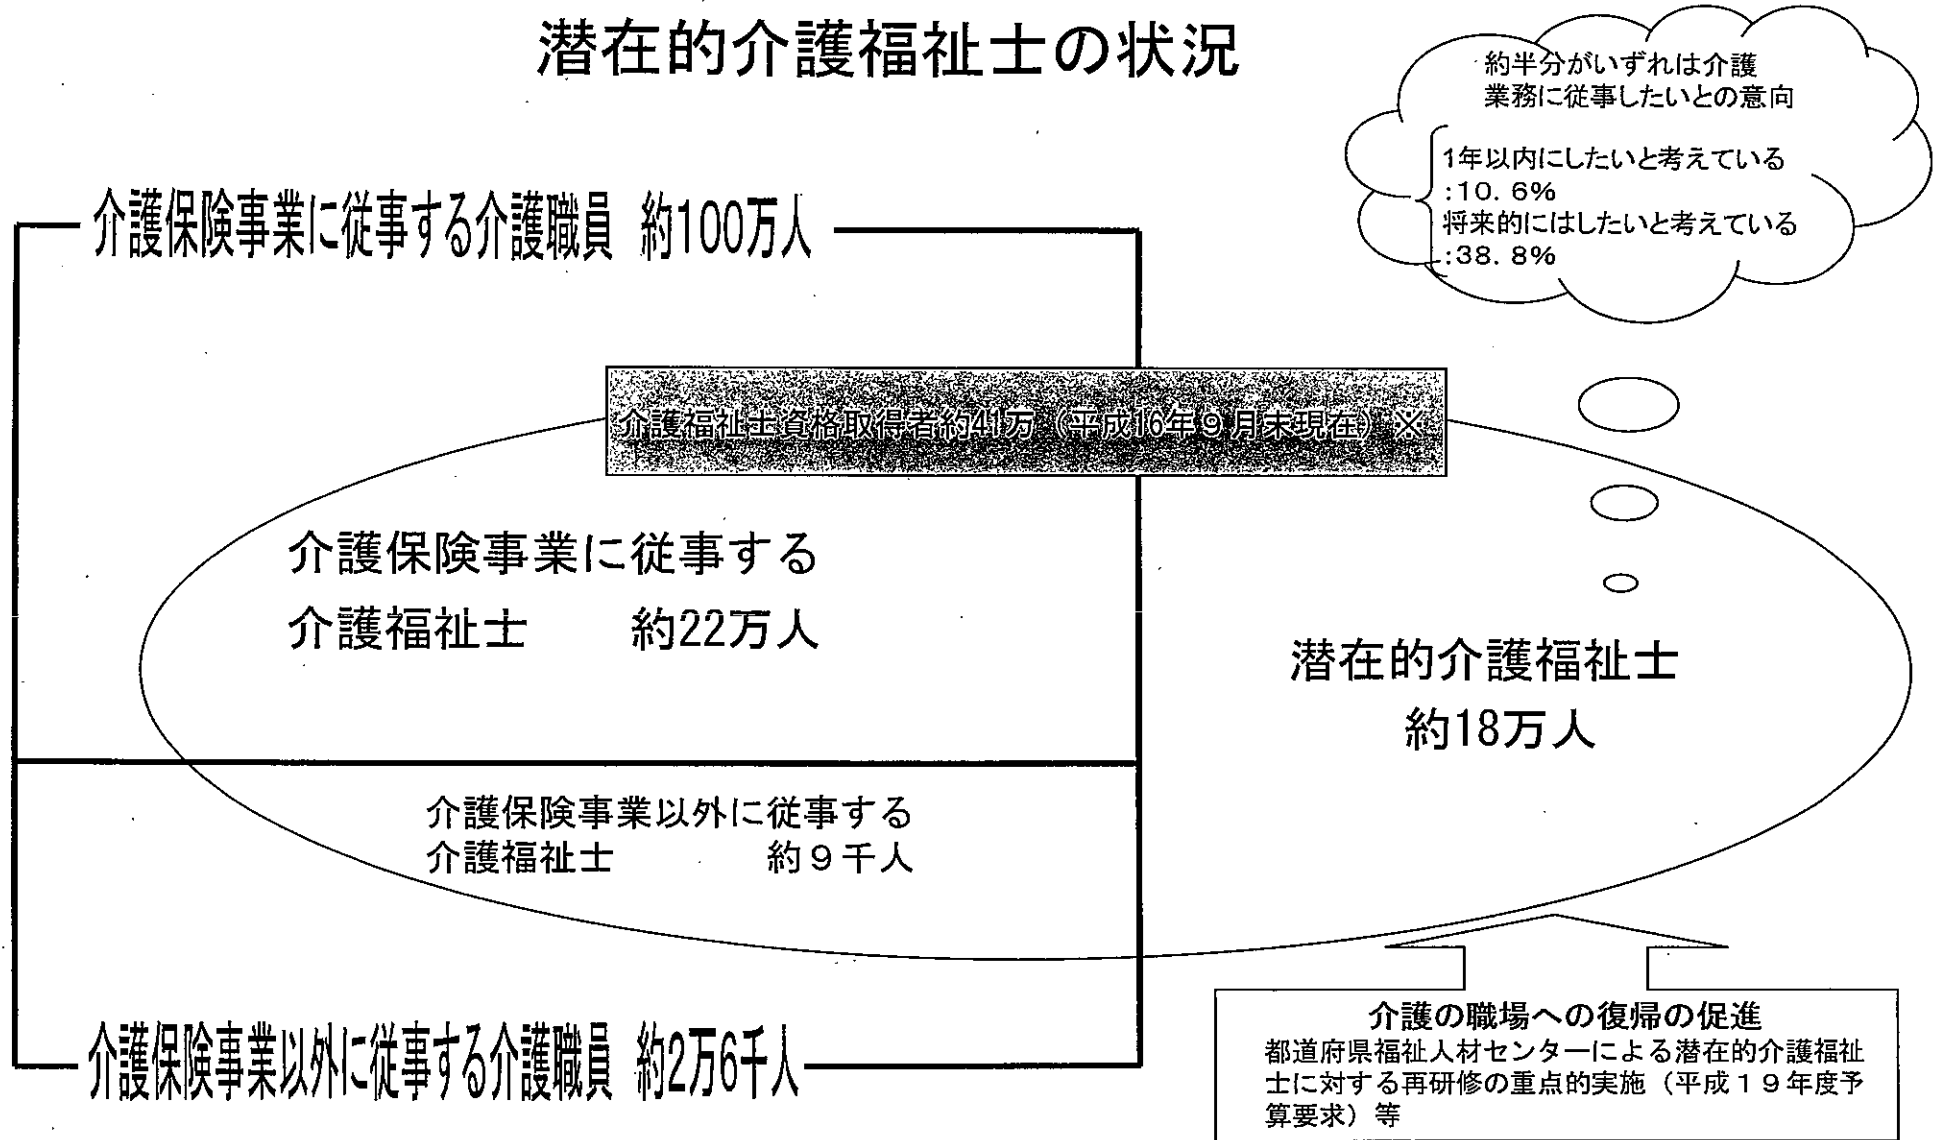 潜在的介護福祉士の状況
約半分がいずれは介護
業務に従事したいとの意向
1年以内にしたいと考えている
:10.6%
将来的にはしたいと考えている
:38.8%
介護保険事業に従事する介護職員 約100万人
介護福祉士資格取得者約41万（平成16年９月末現在）※
介護保険事業に従事する
介護福祉士 約22万人
潜在的介護福祉士
約18万人
介護保険事業以外に従事する
介護福祉士 約９千人
介護保険事業以外に従事する介護職員 約2万6千人
介護の職場への復帰の促進
都道府県福祉人材センターによる潜在的介護福祉
士に対する再研修の重点的実施（平成１９年度予
算要求）等